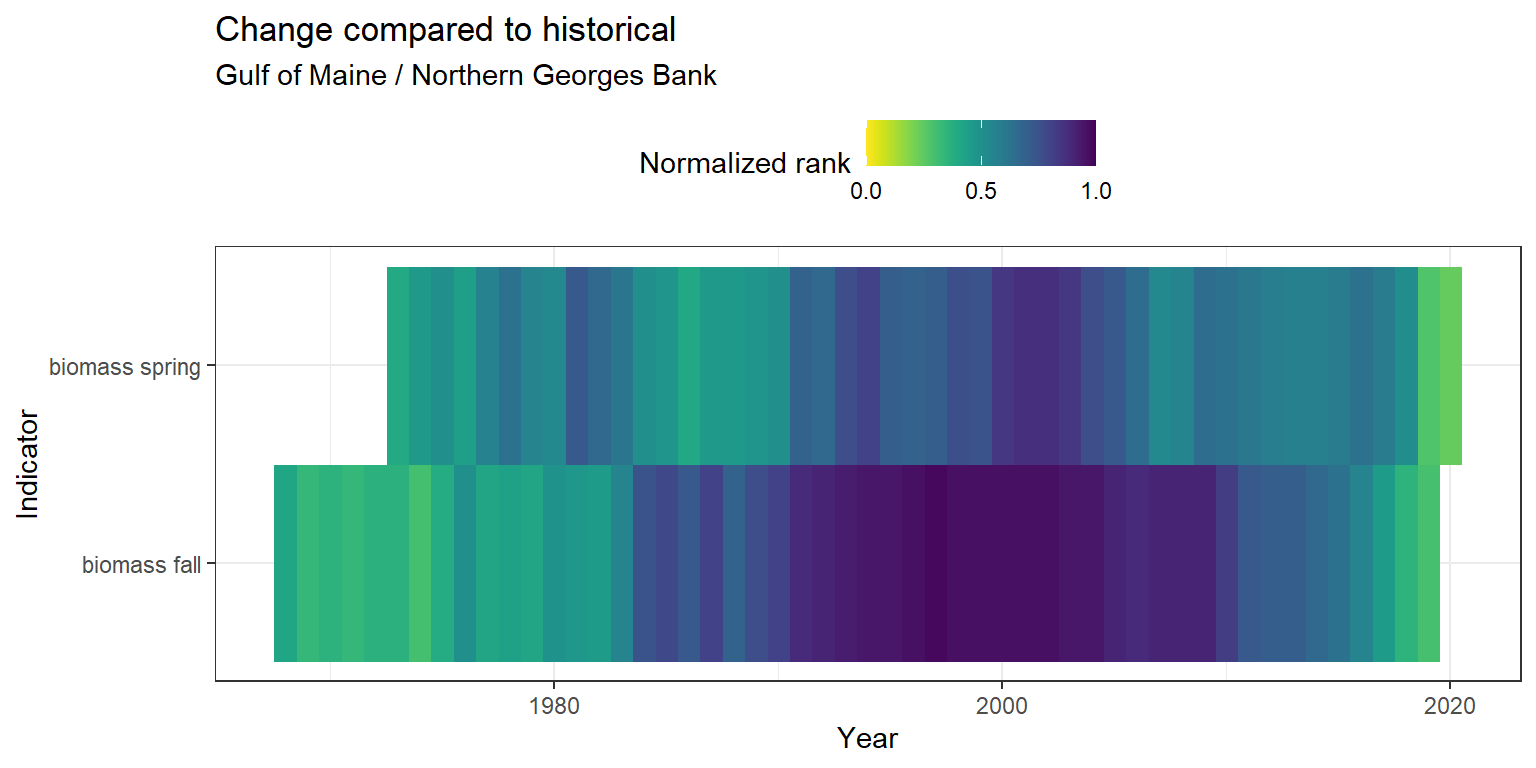 Change compared to historical
Gulf of Maine / Northern Georges Bank
Normalized rank
0.0 0.5 1.0
biomass spring
biomass fall
Indicator
1980 2000 2020
Year